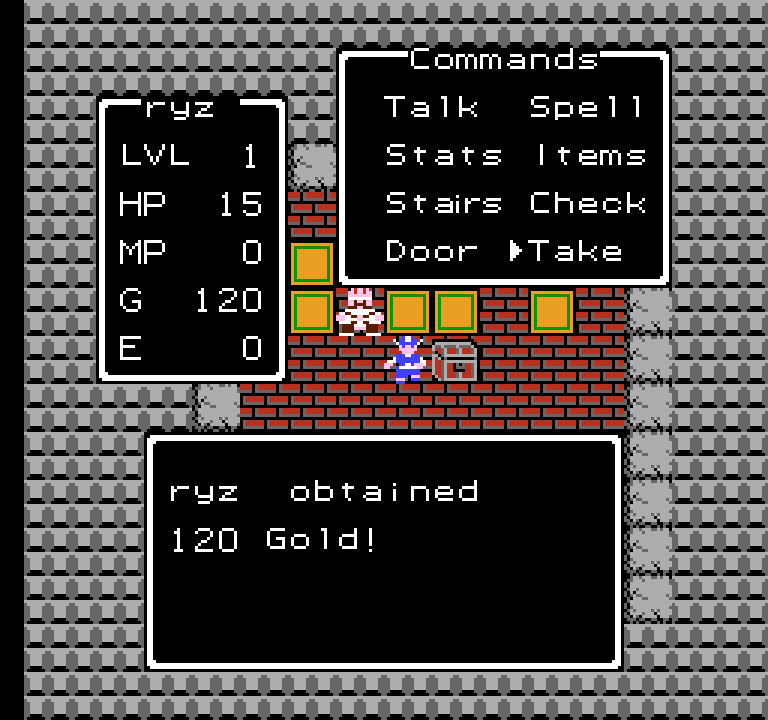 Commands
Talk Spell
Stats Items
Stairs Check
Door Take
ryz
LVL 1
HP 15
MP 0
G 120
E 0
ryz obtained
120 Gold!